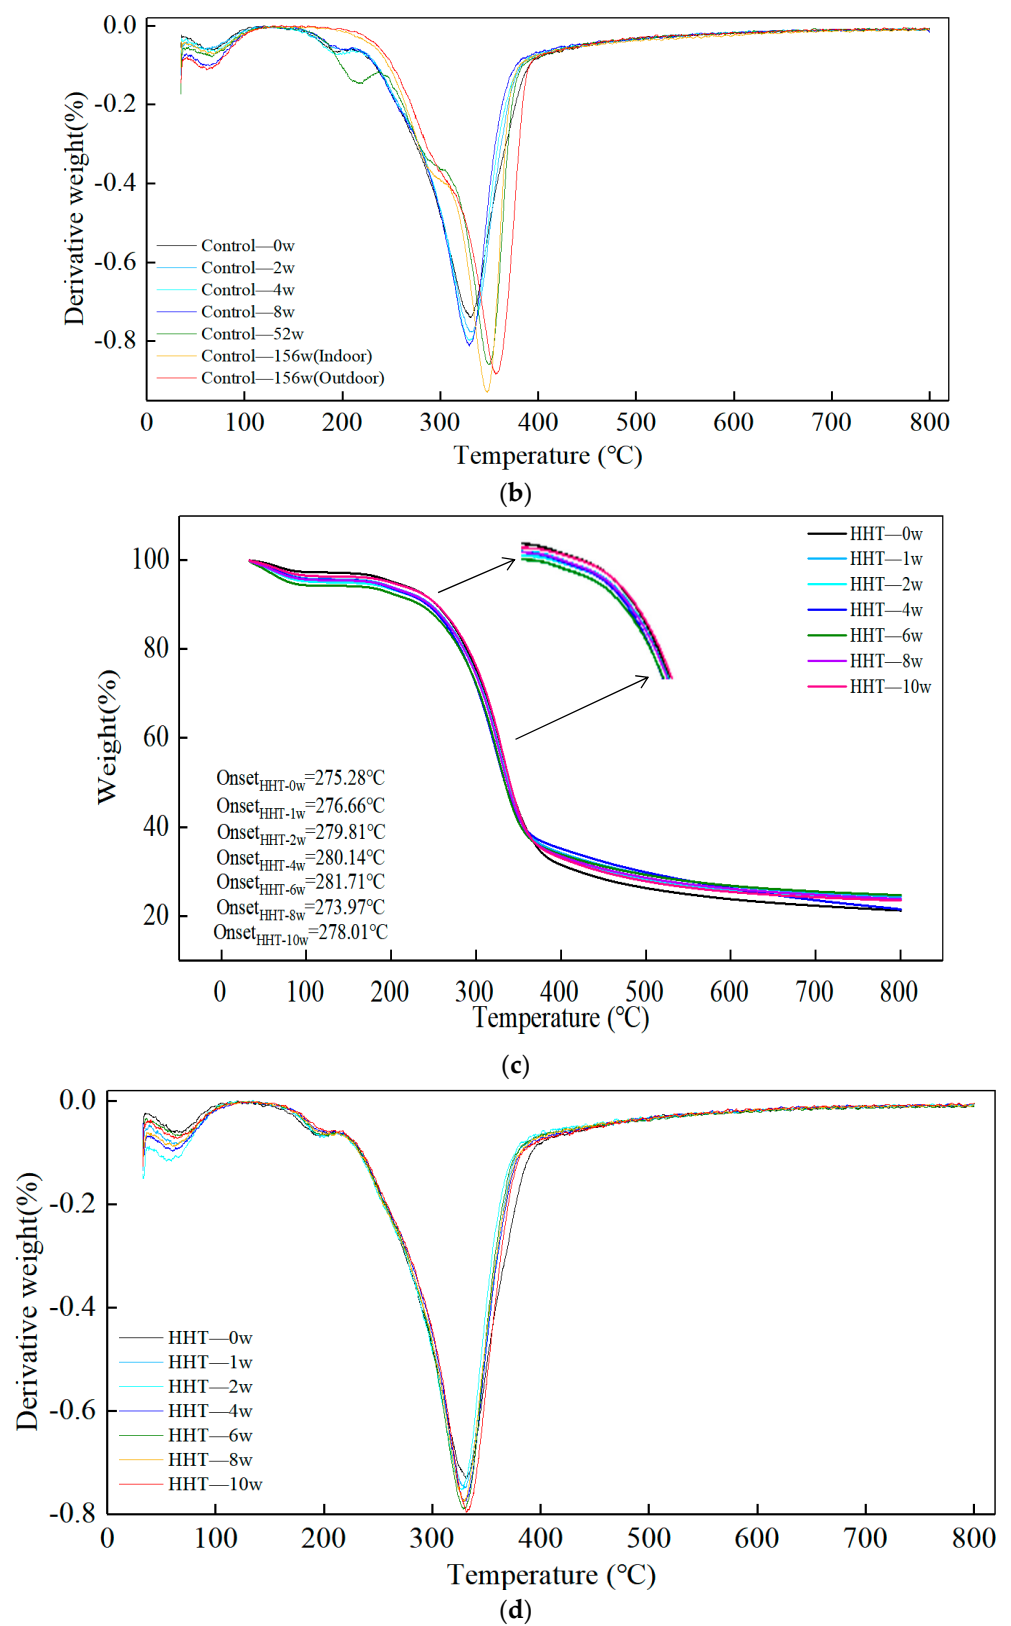 0.0
-0.2
-0.4
-0.6
-0.8
Derivative weight(%)
Control—0w
Control—2w
Control—4w
Control—8w
Control—52w
Control—156w(Indoor)
Control—156w(Outdoor)
0 100 200 300 400 500 600 700 800
Temperature (℃)
(b)
100
80
60
40
20
Weight(%)
HHT—0w
HHT—1w
HHT—2w
HHT—4w
HHT—6w
HHT—8w
HHT—10w
OnsetHHT-0w=275.28℃
OnsetHHT-1w=276.66℃
OnsetHHT-2w=279.81℃
OnsetHHT-4w=280.14℃
OnsetHHT-6w=281.71℃
OnsetHHT-8w=273.97℃
OnsetHHT-10w=278.01℃
0 100 200 300 400 500 600 700 800
Temperature (℃)
(c)
0.0
-0.2
-0.4
-0.6
-0.8
Derivative weight(%)
HHT—0w
HHT—1w
HHT—2w
HHT—4w
HHT—6w
HHT—8w
HHT—10w
0 100 200 300 400 500 600 700 800
Temperature (℃)
(d)